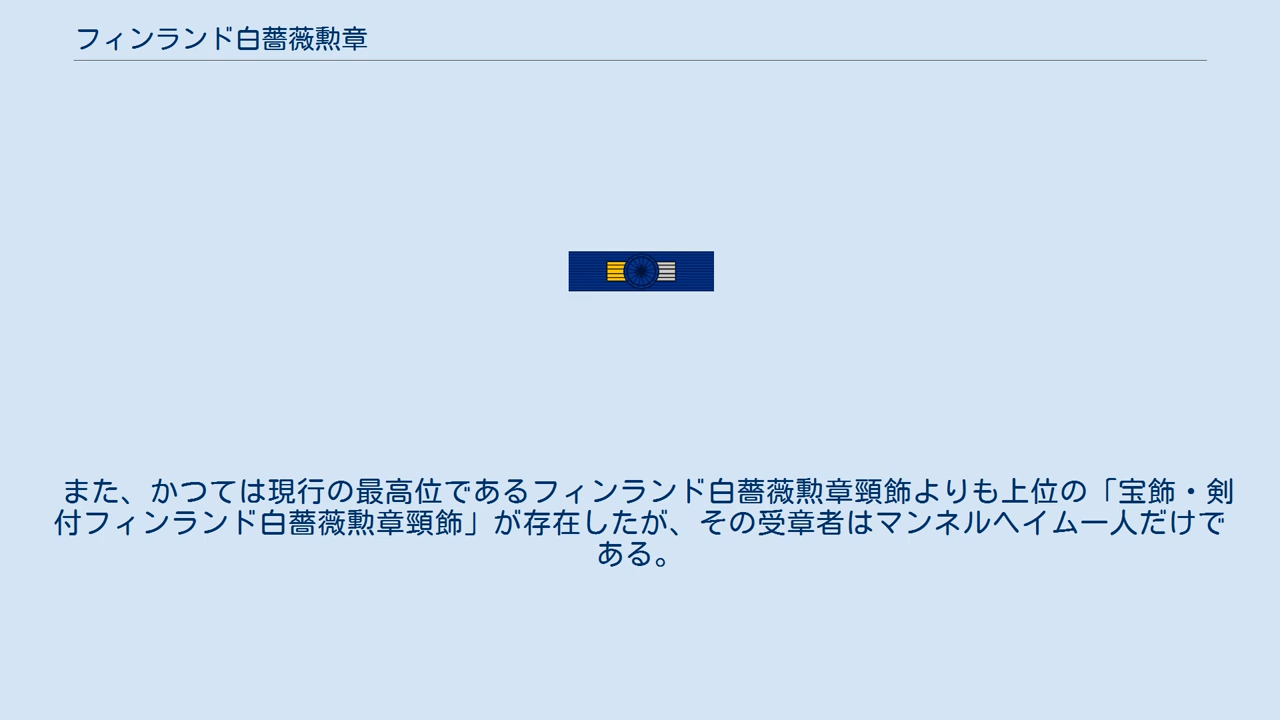 フィンランド白薔薇勲章
また、かつては現行の最高位であるフィンランド白薔薇勲章頸飾よりも上位の「宝飾・剣
付フィンランド白薔薇勲章頸飾」が存在したが、その受章者はマンネルヘイム一人だけで
ある。